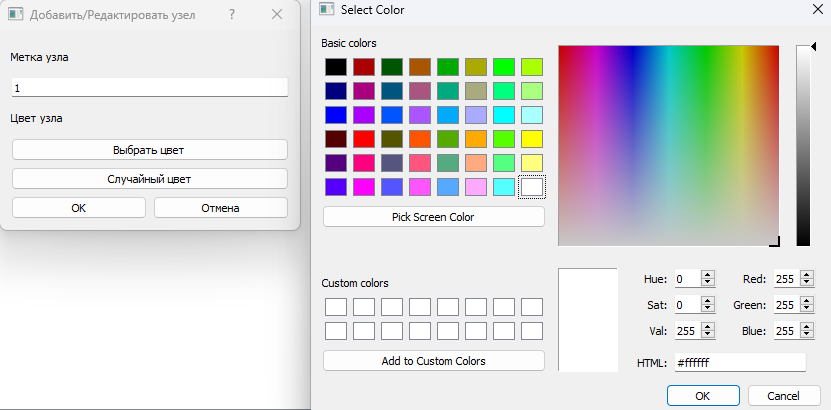 Добавить/Редактировать узел ?
Метка узла
1
Цвет узла
Выбрать цвет
Случайный цвет
OK
Отмена
Select Color
Basic colors
Pick Screen Color
Custom colors
Add to Custom Colors
Hue: 0
Red: 255
Sat: 0
Green: 255
Val: 255
Blue: 255
HTML: #ffffff
OK
Cancel